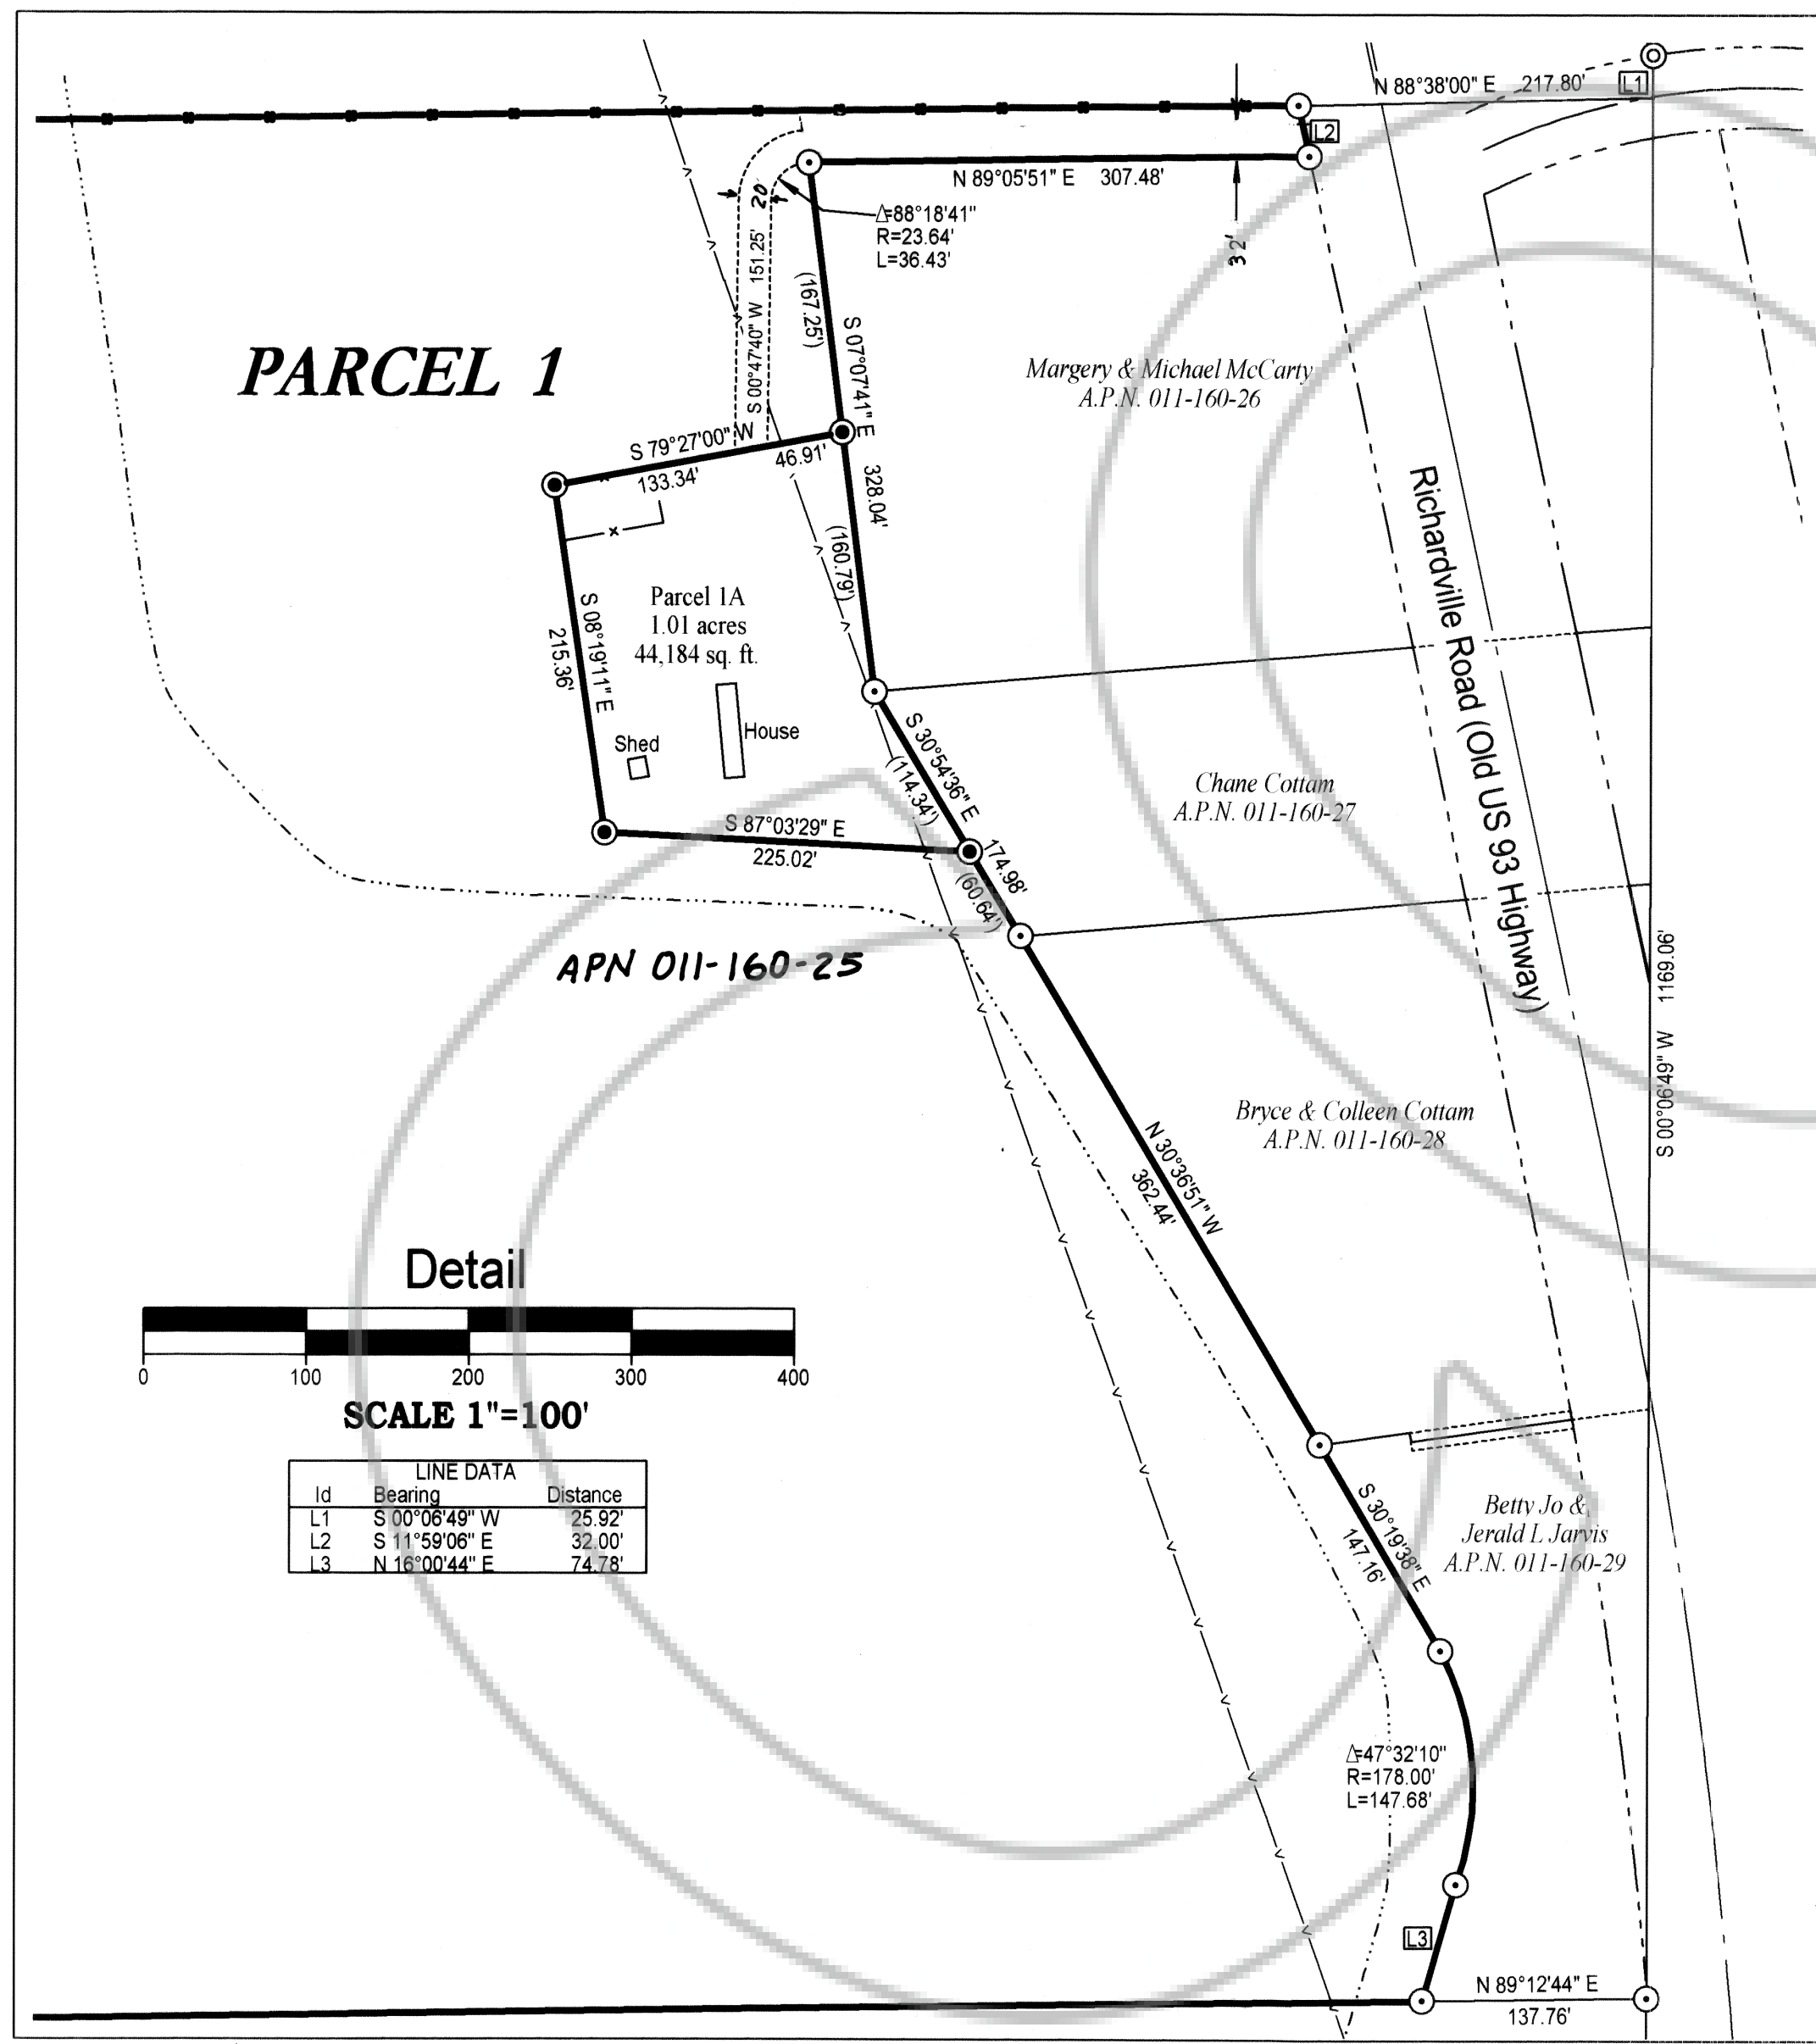 N 88°38'00" E 217.80' L1
L2
N 89°05'51" E 307.48'
20'
Δ=88°18'41"
R=23.64'
L=36.43'
32'
S 00°47'40" W 151.25'
(167.25')
S 07°07'41" E 328.04'
PARCEL 1
Margery & Michael McCarty
A.P.N. 011-160-26
S 79°27'00" W
133.34'
46.91'
(160.79')
S 08°19'11" E
215.36'
Parcel 1A
1.01 acres
44,184 sq. ft.
Shed
House
S 30°54'36" E 174.98'
(114.34')
(60.64')
S 87°03'29" E
225.02'
Chane Cottam
A.P.N. 011-160-27
Richardville Road (Old US 93 Highway)
APN 011-160-25
S 00°06'49" W 1169.06'
Bryce & Colleen Cottam
A.P.N. 011-160-28
N 30°36'51" W
362.44'
Detail
0 100 200 300 400
SCALE 1"=100'
LINE DATA
Id Bearing Distance
L1 S 00°06'49" W 25.92'
L2 S 11°59'06" E 32.00'
L3 N 16°00'44" E 74.78'
S 30°19'38" E
147.16'
Betty Jo &
Jerald L Jarvis
A.P.N. 011-160-29
Δ=47°32'10"
R=178.00'
L=147.68'
L3
N 89°12'44" E
137.76'